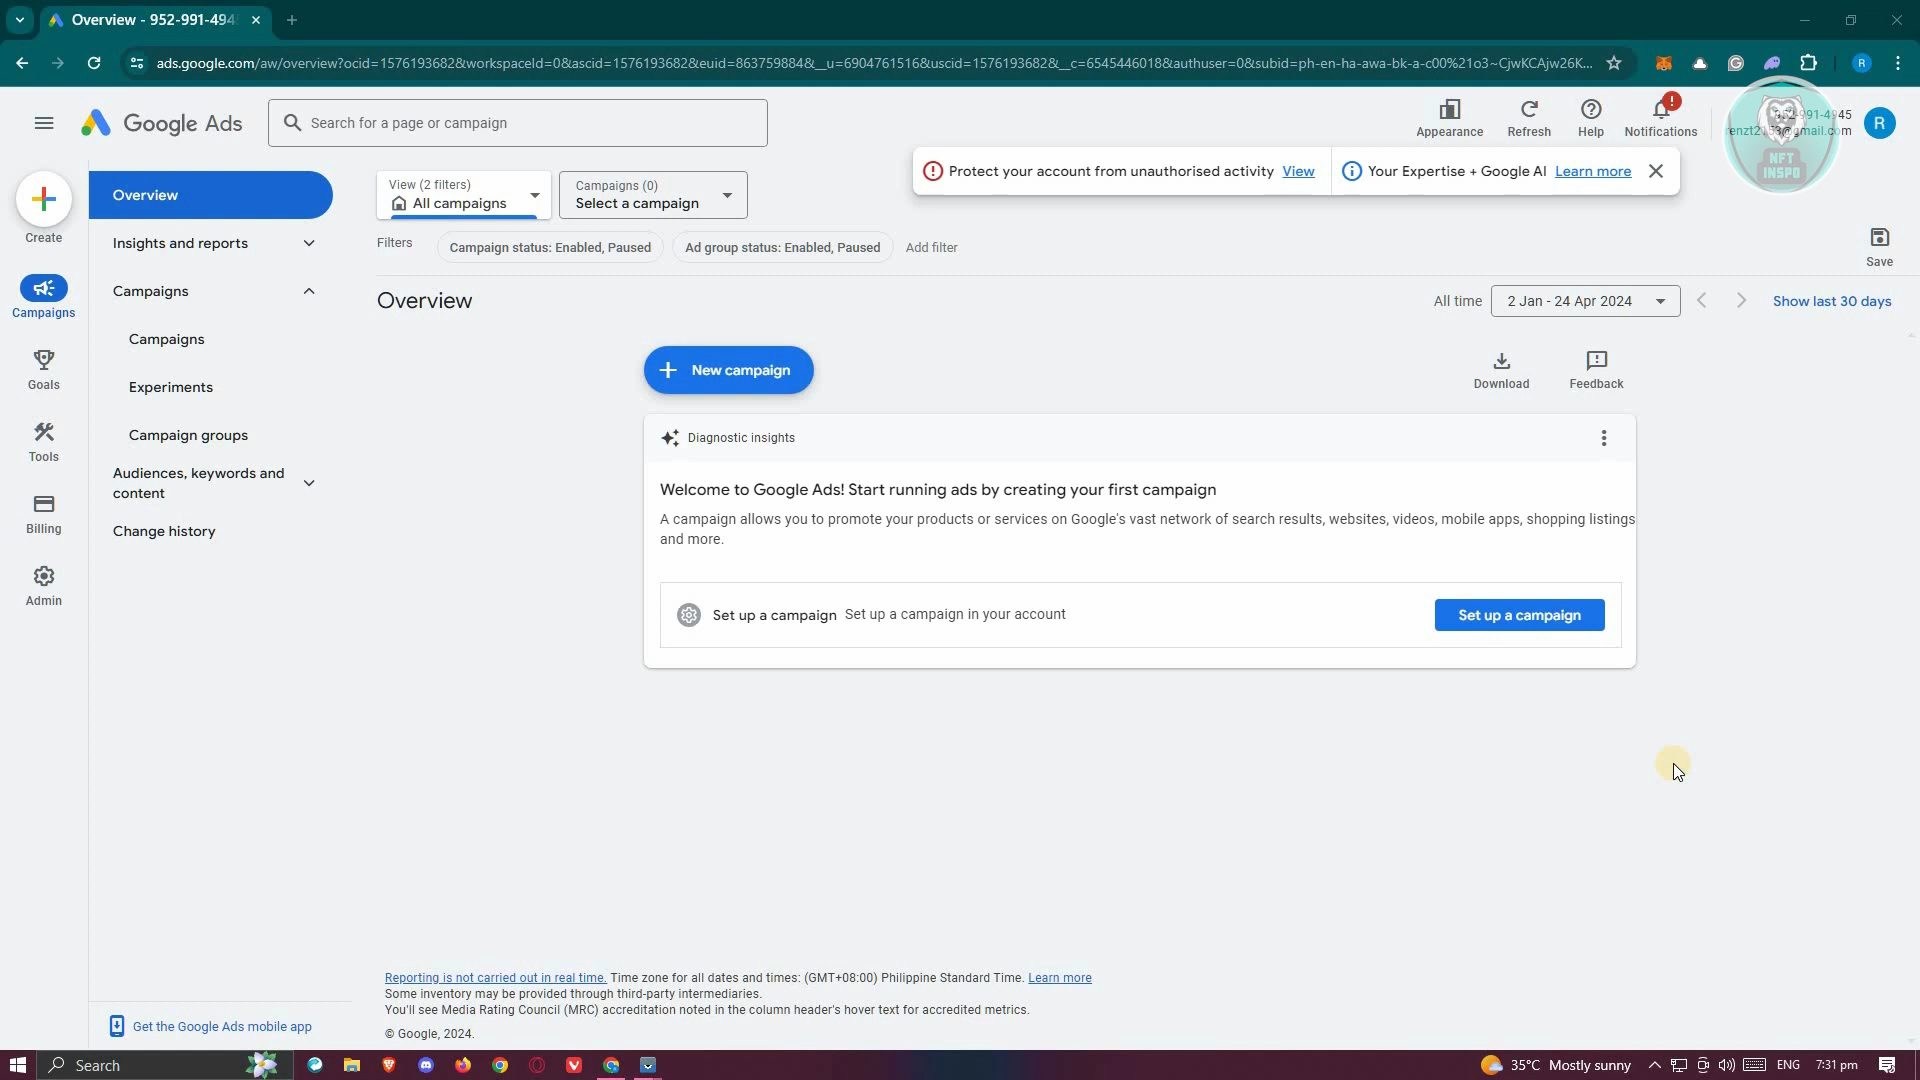 Overview - 952-991-494
ads.google.com/aw/overview?ocid=1576193682&workspaceId=0&ascid=1576193682&euid=863759884&__u=6904761516&uscid=1576193682&__c=6545446018&authuser=0&subid=ph-en-ha-awa-bk-a-c00%21o3~CjwKCAjw26K...
R
Google Ads
Search for a page or campaign
Appearance
Refresh
Help
Notifications
952-991-4945
renzt2153@gmail.com
R
NFT
INSPO
Protect your account from unauthorised activity View
Your Expertise + Google AI Learn more
Create
Campaigns
Goals
Tools
Billing
Admin
Overview
Insights and reports
Campaigns
Campaigns
Experiments
Campaign groups
Audiences, keywords and
content
Change history
Get the Google Ads mobile app
View (2 filters)
All campaigns
Campaigns (0)
Select a campaign
Filters
Campaign status: Enabled, Paused
Ad group status: Enabled, Paused
Add filter
Save
Overview
All time
2 Jan - 24 Apr 2024
Show last 30 days
New campaign
Download
Feedback
Diagnostic insights
Welcome to Google Ads! Start running ads by creating your first campaign
A campaign allows you to promote your products or services on Google's vast network of search results, websites, videos, mobile apps, shopping listings
and more.
Set up a campaign Set up a campaign in your account
Set up a campaign
Reporting is not carried out in real time. Time zone for all dates and times: (GMT+08:00) Philippine Standard Time. Learn more
Some inventory may be provided through third-party intermediaries.
You'll see Media Rating Council (MRC) accreditation noted in the column header's hover text for accredited metrics.
© Google, 2024.
Search
35°C Mostly sunny
ENG
7:31 pm